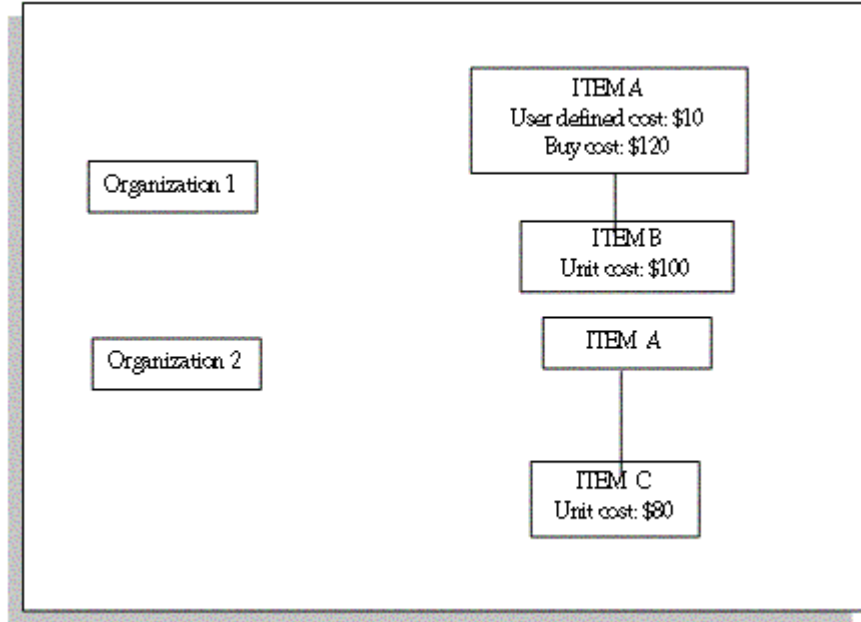 ITEM A
User defined cost: $10
Buy cost: $120
Organization 1
ITEM B
Unit cost: $100
Organization 2
ITEM A
ITEM C
Unit cost: $80